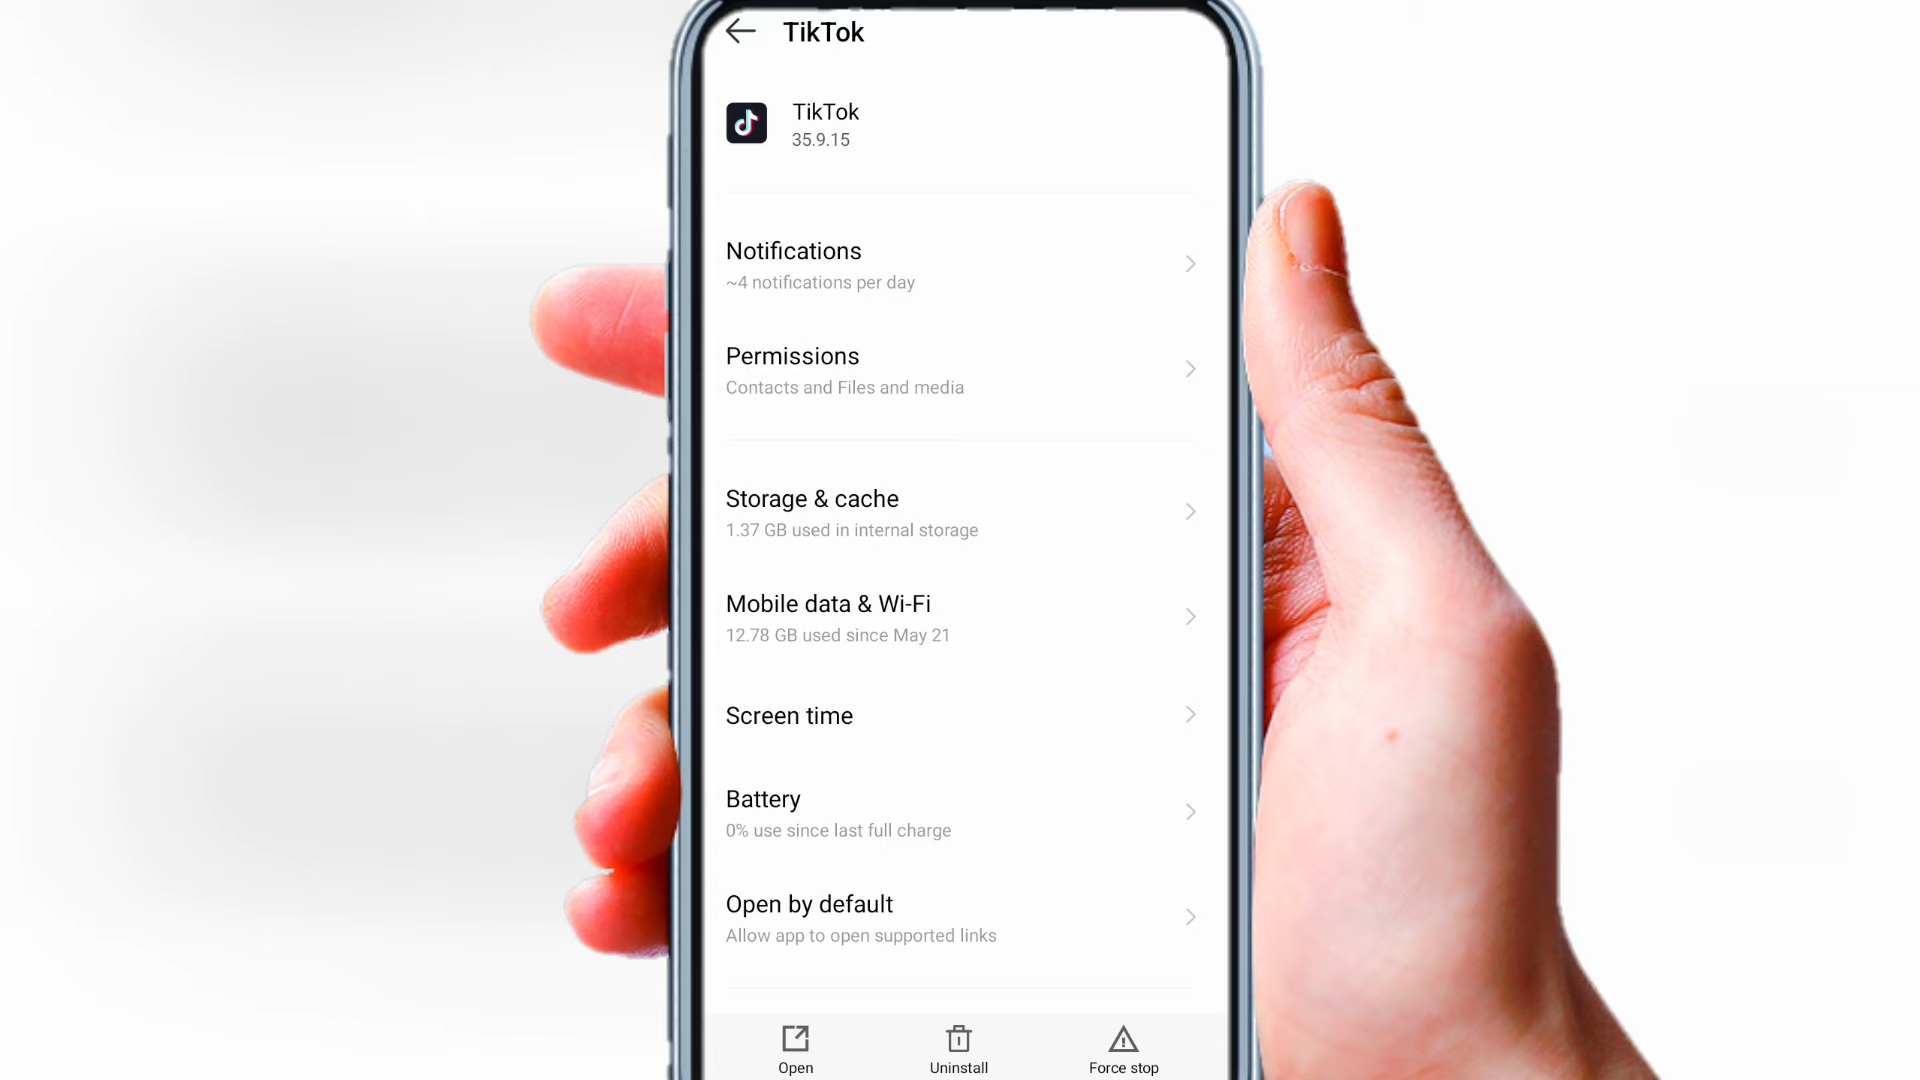 TikTok
TikTok
35.9.15
Notifications
~4 notifications per day
Permissions
Contacts and Files and media
Storage & cache
1.37 GB used in internal storage
Mobile data & Wi-Fi
12.78 GB used since May 21
Screen time
Battery
0% use since last full charge
Open by default
Allow app to open supported links
Open
Uninstall
Force stop